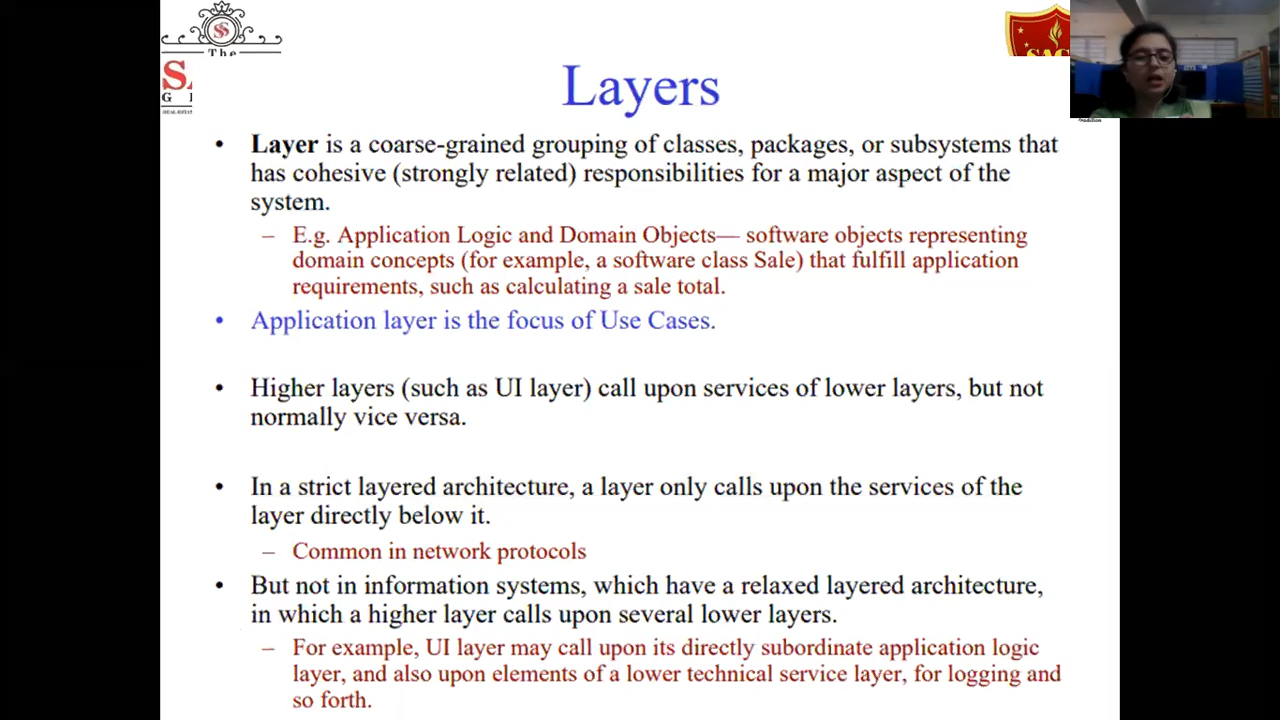 The
S
G I
SAG
Layers
• Layer is a coarse-grained grouping of classes, packages, or subsystems that
has cohesive (strongly related) responsibilities for a major aspect of the
system.
– E.g. Application Logic and Domain Objects— software objects representing
domain concepts (for example, a software class Sale) that fulfill application
requirements, such as calculating a sale total.
• Application layer is the focus of Use Cases.
• Higher layers (such as UI layer) call upon services of lower layers, but not
normally vice versa.
• In a strict layered architecture, a layer only calls upon the services of the
layer directly below it.
– Common in network protocols
• But not in information systems, which have a relaxed layered architecture,
in which a higher layer calls upon several lower layers.
– For example, UI layer may call upon its directly subordinate application logic
layer, and also upon elements of a lower technical service layer, for logging and
so forth.